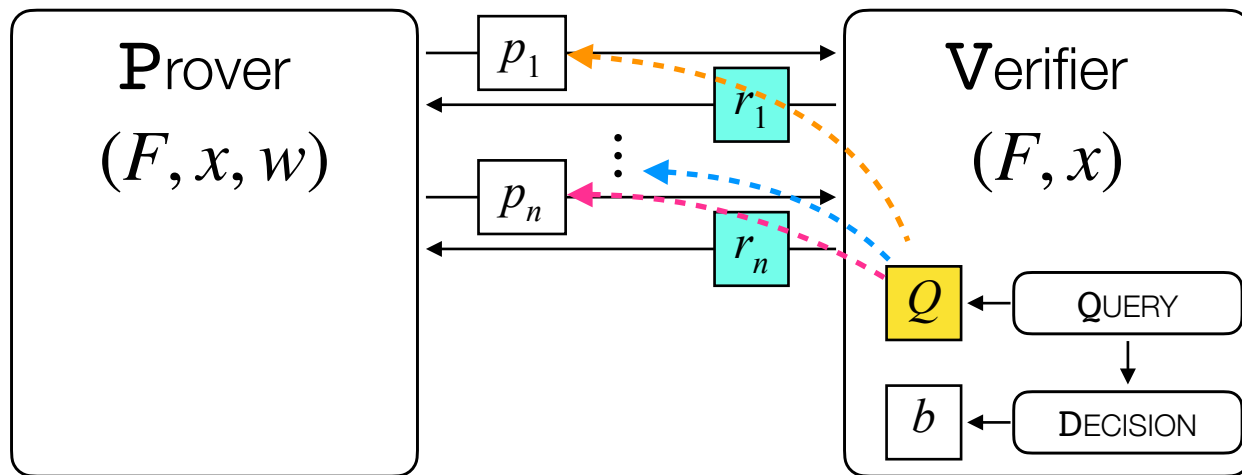 Prover
(F, x, w)
p₁
r₁
⋮
pₙ
rₙ
Verifier
(F, x)
Q
QUERY
b
DECISION